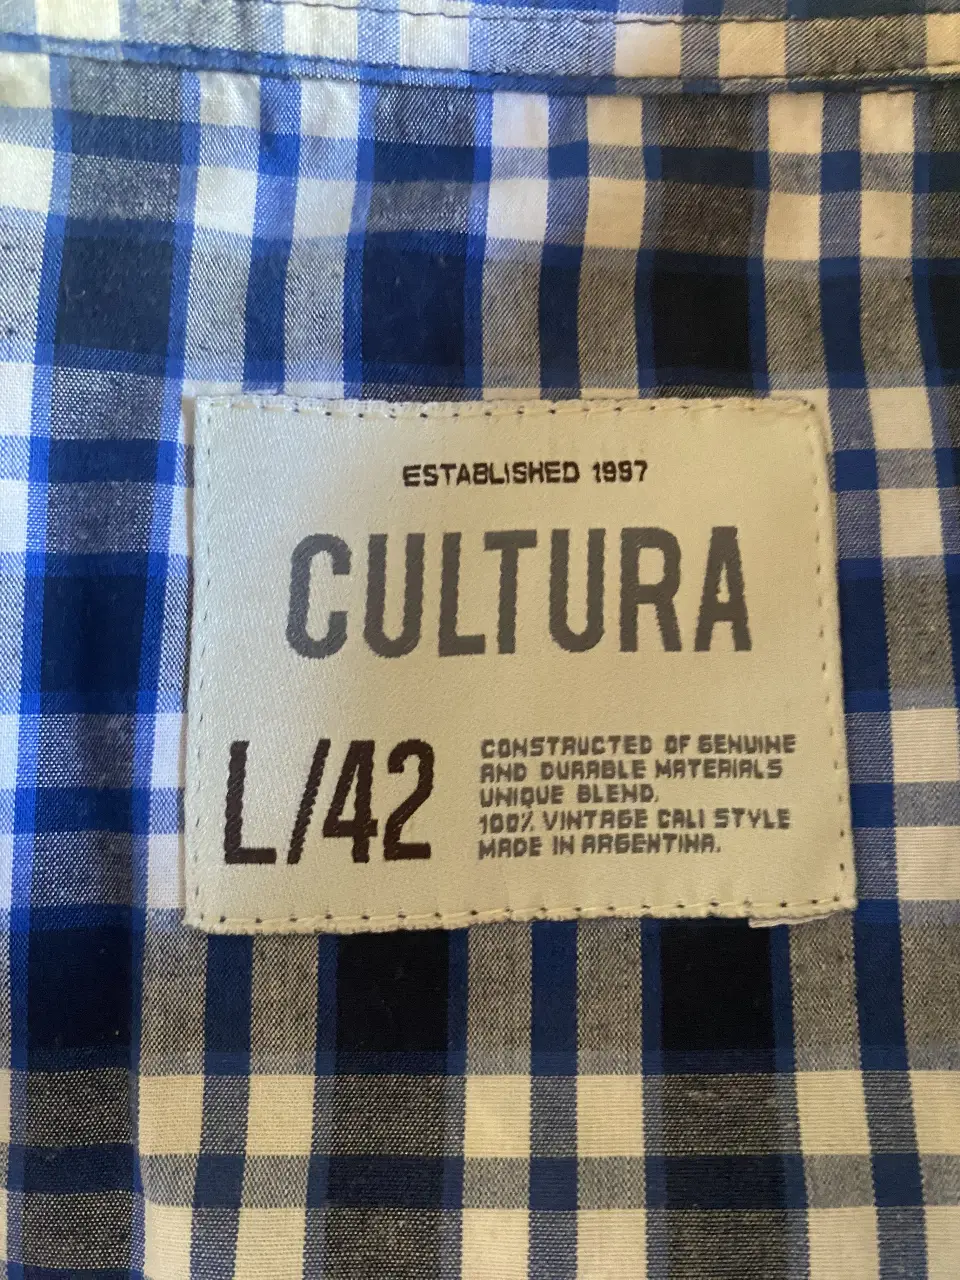 ESTABLISHED 1997
CULTURA
L/42
CONSTRUCTED OF GENUINE
AND DURABLE MATERIALS
UNIQUE BLEND.
100% VINTAGE CALI STYLE
MADE IN ARGENTINA.